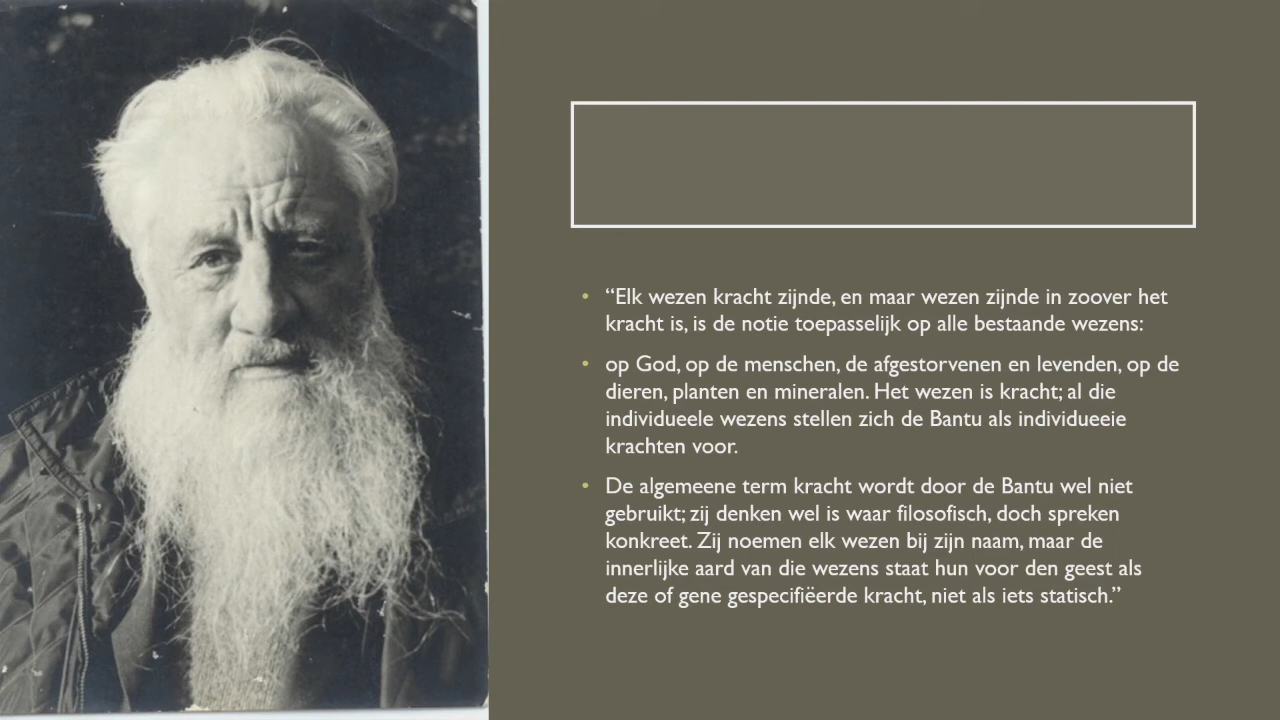 • “Elk wezen kracht zijnde, en maar wezen zijnde in zoover het
kracht is, is de notie toepasselijk op alle bestaande wezens:
• op God, op de menschen, de afgestorvenen en levenden, op de
dieren, planten en mineralen. Het wezen is kracht; al die
individueele wezens stellen zich de Bantu als individueeie
krachten voor.
• De algemeene term kracht wordt door de Bantu wel niet
gebruikt; zij denken wel is waar filosofisch, doch spreken
konkreet. Zij noemen elk wezen bij zijn naam, maar de
innerlijke aard van die wezens staat hun voor den geest als
deze of gene gespecifiëerde kracht, niet als iets statisch.”